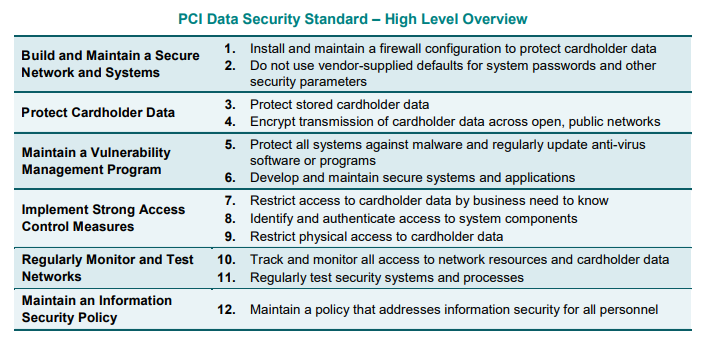 PCI Data Security Standard – High Level Overview
Build and Maintain a Secure
Network and Systems
1. Install and maintain a firewall configuration to protect cardholder data
2. Do not use vendor-supplied defaults for system passwords and other
security parameters
Protect Cardholder Data
3. Protect stored cardholder data
4. Encrypt transmission of cardholder data across open, public networks
Maintain a Vulnerability
Management Program
5. Protect all systems against malware and regularly update anti-virus
software or programs
6. Develop and maintain secure systems and applications
Implement Strong Access
Control Measures
7. Restrict access to cardholder data by business need to know
8. Identify and authenticate access to system components
9. Restrict physical access to cardholder data
Regularly Monitor and Test
Networks
10. Track and monitor all access to network resources and cardholder data
11. Regularly test security systems and processes
Maintain an Information
Security Policy
12. Maintain a policy that addresses information security for all personnel